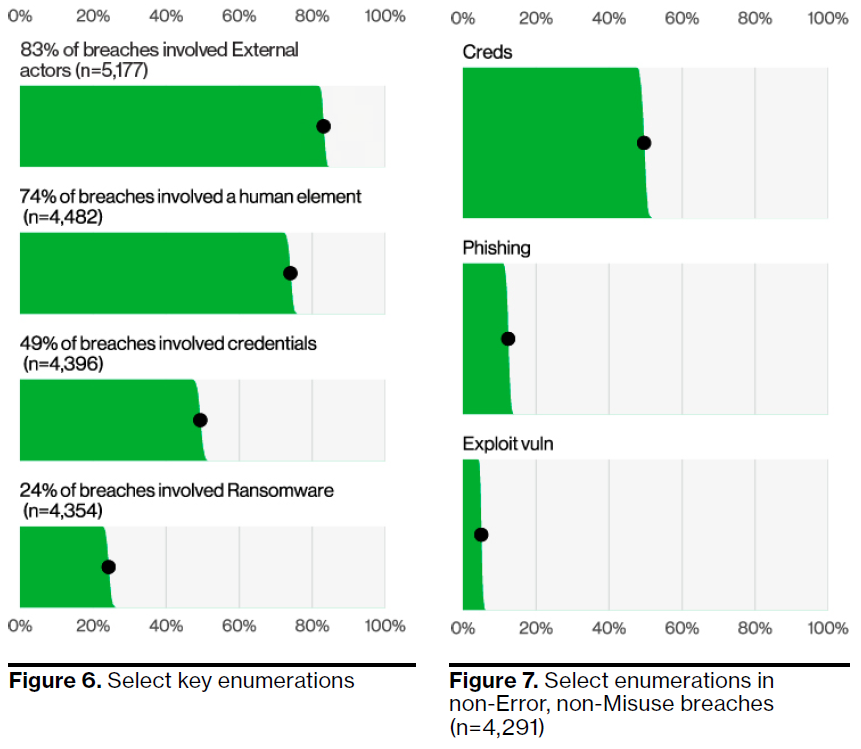 0% 20% 40% 60% 80% 100%
83% of breaches involved External
actors (n=5,177)
74% of breaches involved a human element
(n=4,482)
49% of breaches involved credentials
(n=4,396)
24% of breaches involved Ransomware
(n=4,354)
0% 20% 40% 60% 80% 100%
Figure 6. Select key enumerations
0% 20% 40% 60% 80% 100%
Creds
Phishing
Exploit vuln
0% 20% 40% 60% 80% 100%
Figure 7. Select enumerations in
non-Error, non-Misuse breaches
(n=4,291)